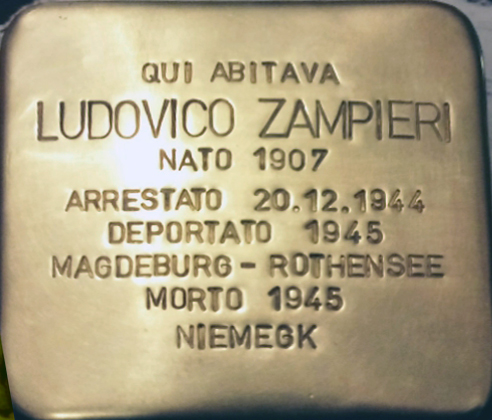 QUI ABITAVA
LUDOVICO ZAMPIERI
NATO 1907
ARRESTATO 20.12.1944
DEPORTATO 1945
MAGDEBURG - ROTHENSEE
MORTO 1945
NIEMEGK